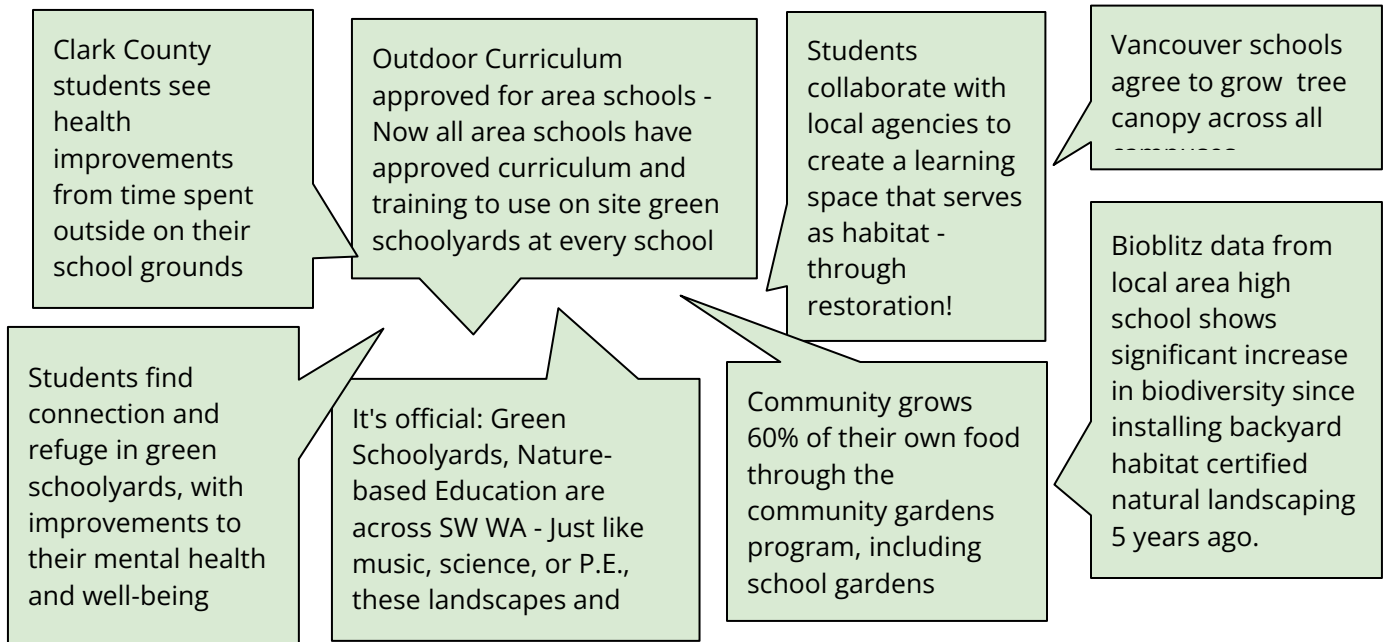 Clark County
students see
health
improvements
from time spent
outside on their
school grounds
Outdoor Curriculum
approved for area schools -
Now all area schools have
approved curriculum and
training to use on site green
schoolyards at every school
Students
collaborate with
local agencies to
create a learning
space that serves
as habitat -
through
restoration!
Vancouver schools
agree to grow tree
canopy across all
Bioblitz data from
local area high
school shows
significant increase
in biodiversity since
installing backyard
habitat certified
natural landscaping
5 years ago.
Students find
connection and
refuge in green
schoolyards, with
improvements to
their mental health
and well-being
It's official: Green
Schoolyards, Nature-
based Education are
across SW WA - Just like
music, science, or P.E.,
these landscapes and
Community grows
60% of their own food
through the
community gardens
program, including
school gardens